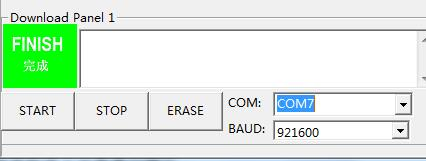 Download Panel 1
FINISH
完成
START STOP ERASE
COM: COM7
BAUD: 921600